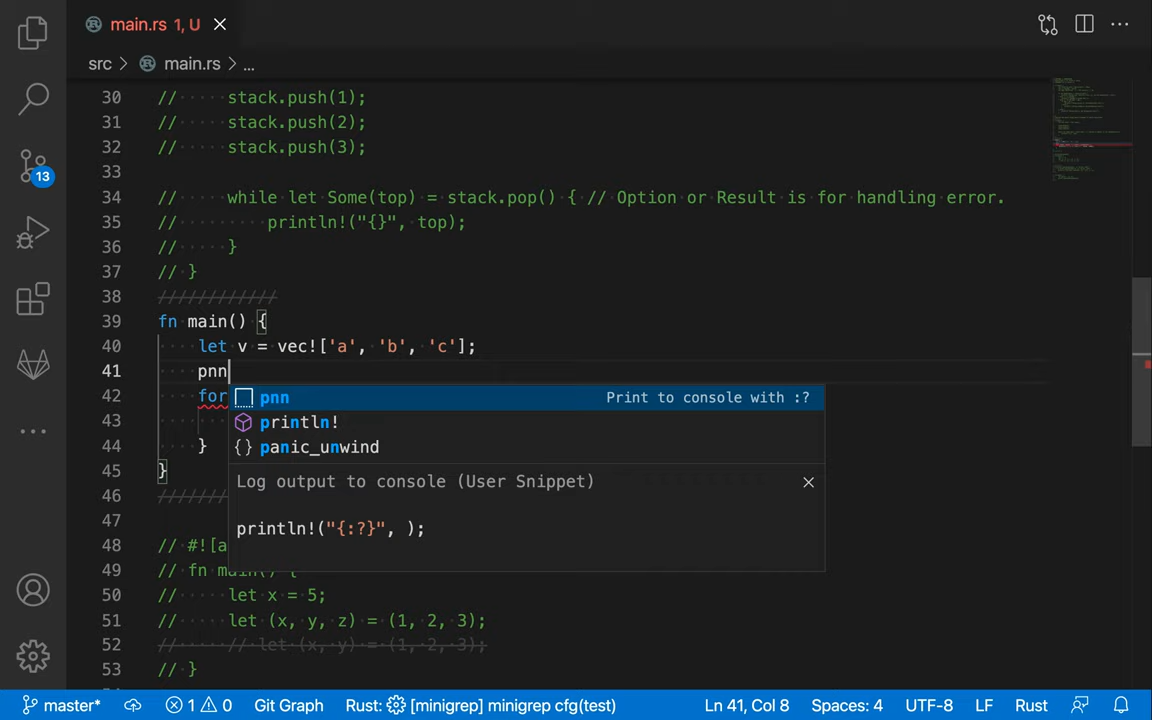 main.rs 1, U
src > main.rs > ...
30 // ····· stack.push(1);
31 // ····· stack.push(2);
32 // ····· stack.push(3);
33
34 // ····· while let Some(top) = stack.pop() { // Option or Result is for handling error.
35 // ········· println!("{}", top);
36 // ····· }
37 // }
38 ////////////
39 fn main() {
40 let v = vec!['a', 'b', 'c'];
41 pnn
42 for
pnn Print to console with :?
43
println!
44 }
panic_unwind
45 }
Log output to console (User Snippet)
46 ///////
47
println!("{:?}", );
48 // #![a
49 // fn main() {
50 // ····· let x = 5;
51 // ····· let (x, y, z) = (1, 2, 3);
52 // ····· // let (x, y) = (1, 2, 3);
53 // }
13
master* 1 0 Git Graph Rust: [minigrep] minigrep cfg(test) Ln 41, Col 8 Spaces: 4 UTF-8 LF Rust